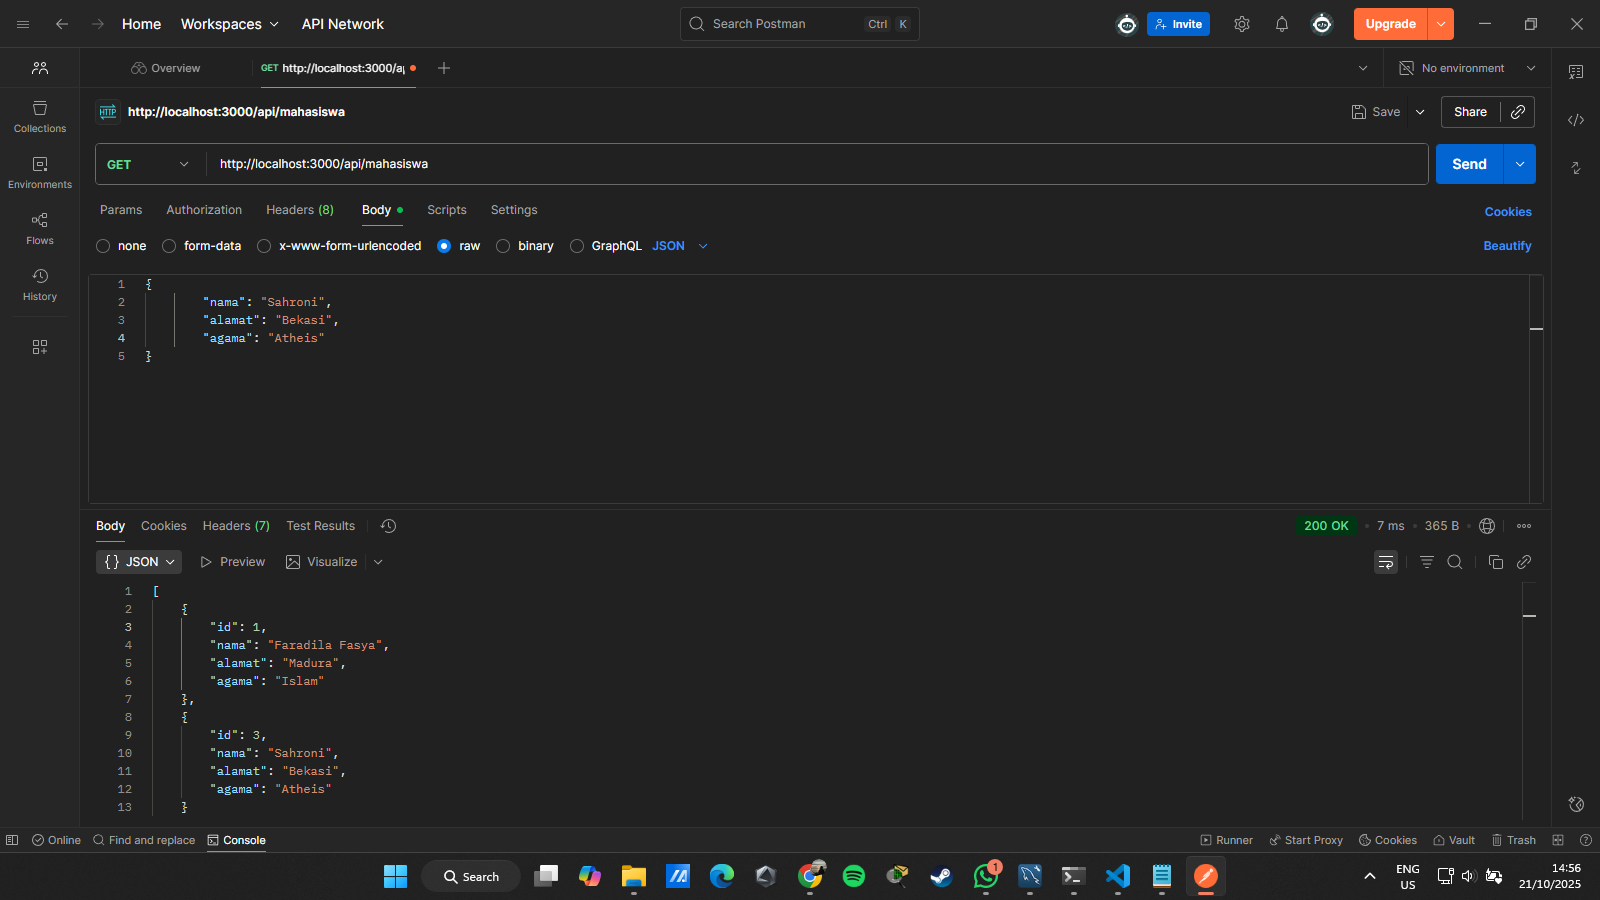 Home Workspaces API Network Search Postman Ctrl K Invite Upgrade
Overview GET http://localhost:3000/a No environment
HTTP http://localhost:3000/api/mahasiswa Save Share
GET http://localhost:3000/api/mahasiswa Send
Params Authorization Headers (8) Body Scripts Settings Cookies
none form-data x-www-form-urlencoded raw binary GraphQL JSON Beautify
Collections
Environments
Flows
History
1 {
2 "nama": "Sahroni",
3 "alamat": "Bekasi",
4 "agama": "Atheis"
5 }
Body Cookies Headers (7) Test Results 200 OK • 7 ms • 365 B
{} JSON Preview Visualize
1 [
2 {
3 "id": 1,
4 "nama": "Faradila Fasya",
5 "alamat": "Madura",
6 "agama": "Islam"
7 },
8 {
9 "id": 3,
10 "nama": "Sahroni",
11 "alamat": "Bekasi",
12 "agama": "Atheis"
13 }
Online Find and replace Console Runner Start Proxy Cookies Vault Trash
Search 1 ENG 14:56
US 21/10/2025